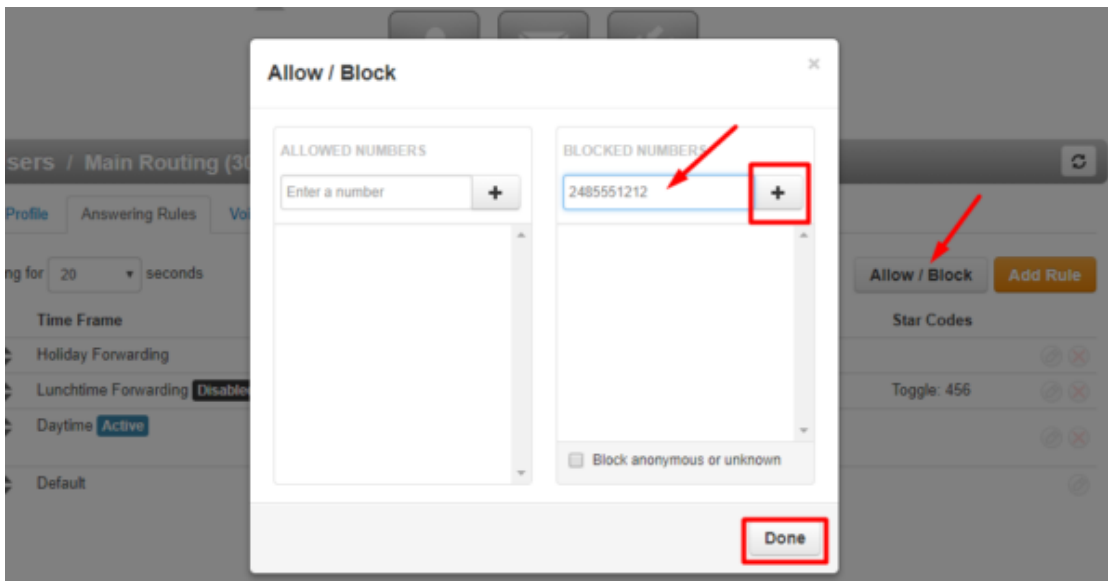 Allow / Block
×
ALLOWED NUMBERS
BLOCKED NUMBERS
Enter a number +
2485551212 +
sers / Main Routing (30
Profile Answering Rules Voi
ng for 20 seconds
Allow / Block Add Rule
Time Frame Star Codes
Holiday Forwarding
Lunchtime Forwarding Disabled Toggle: 456
Daytime Active
Block anonymous or unknown
Default
Done